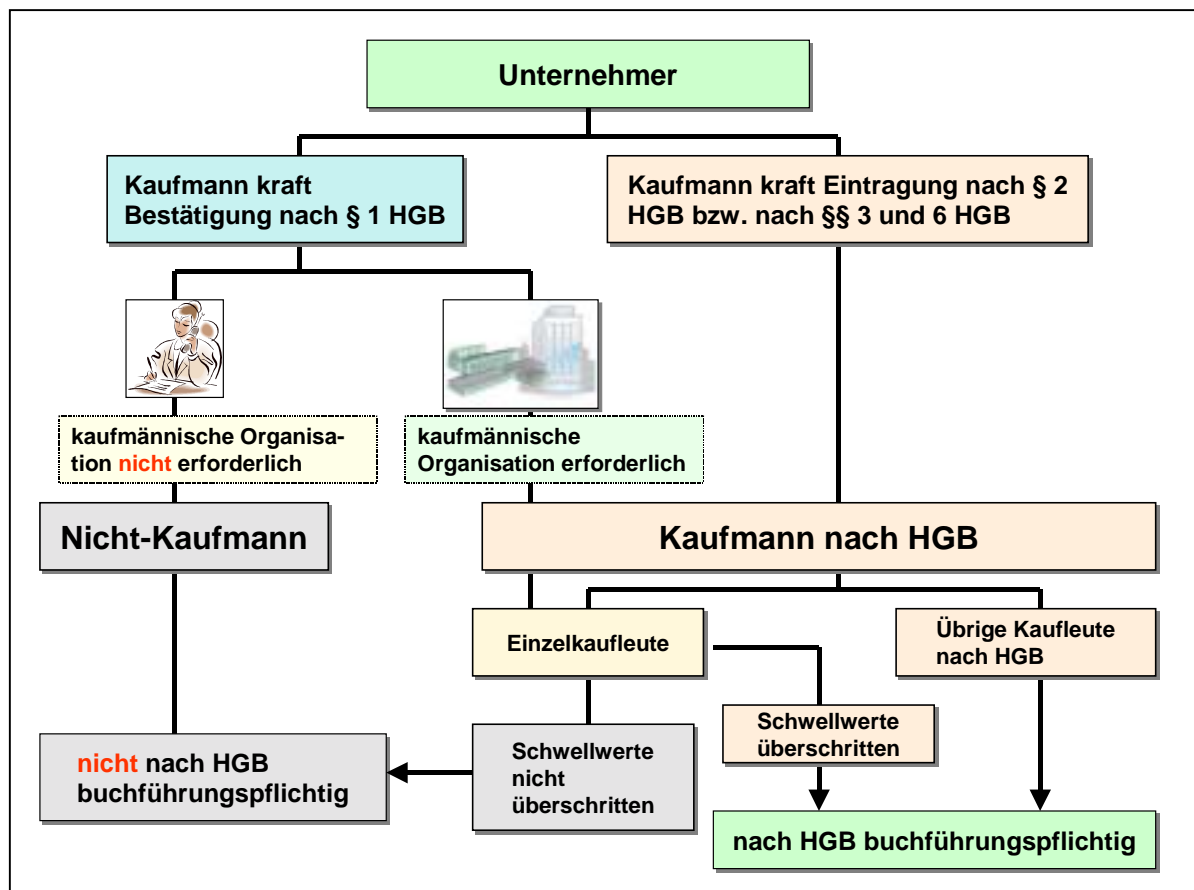 Unternehmer
Kaufmann kraft
Bestätigung nach § 1 HGB
Kaufmann kraft Eintragung nach § 2
HGB bzw. nach §§ 3 und 6 HGB
kaufmännische Organisa-
tion nicht erforderlich
kaufmännische
Organisation erforderlich
Nicht-Kaufmann
Kaufmann nach HGB
Einzelkaufleute
Übrige Kaufleute
nach HGB
Schwellwerte
überschritten
nicht nach HGB
buchführungspflichtig
Schwellwerte
nicht
überschritten
nach HGB buchführungspflichtig